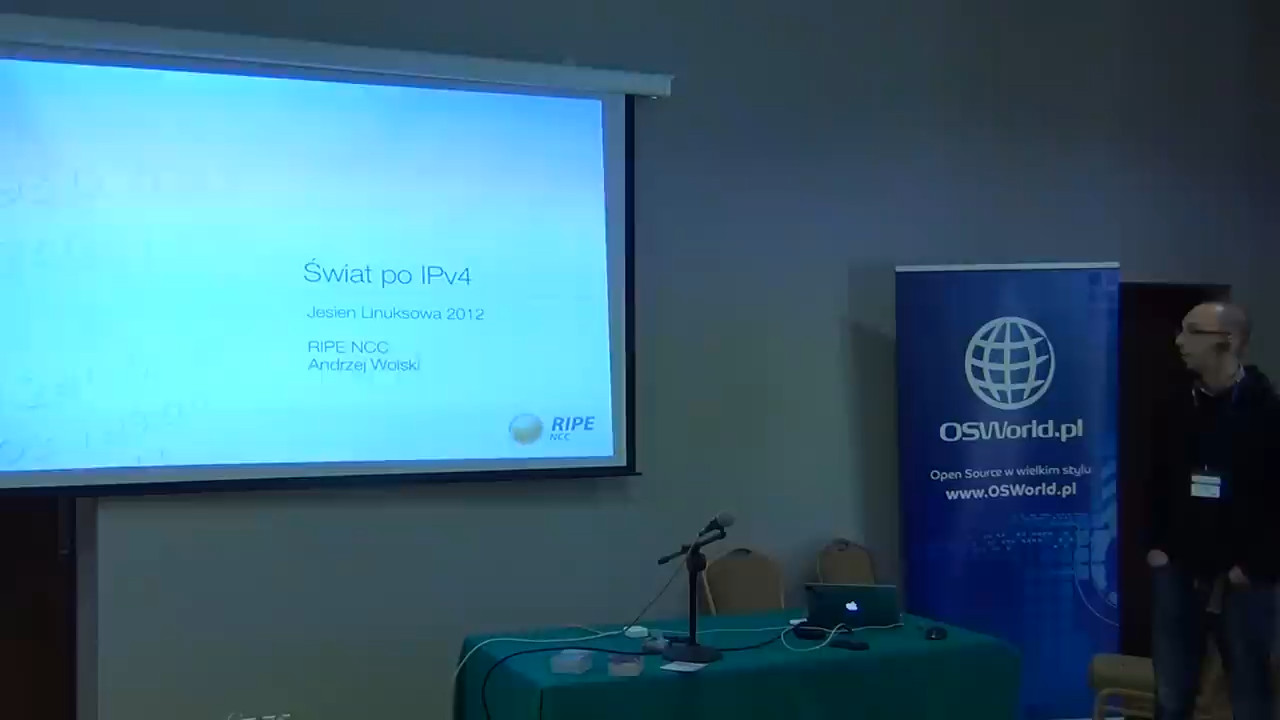 Świat po IPv4
Jesien Linuksowa 2012
RIPE NCC
Andrzej Wolski
RIPE
NCC
OSWorld.pl
Open Source w wielkim stylu
www.OSWorld.pl